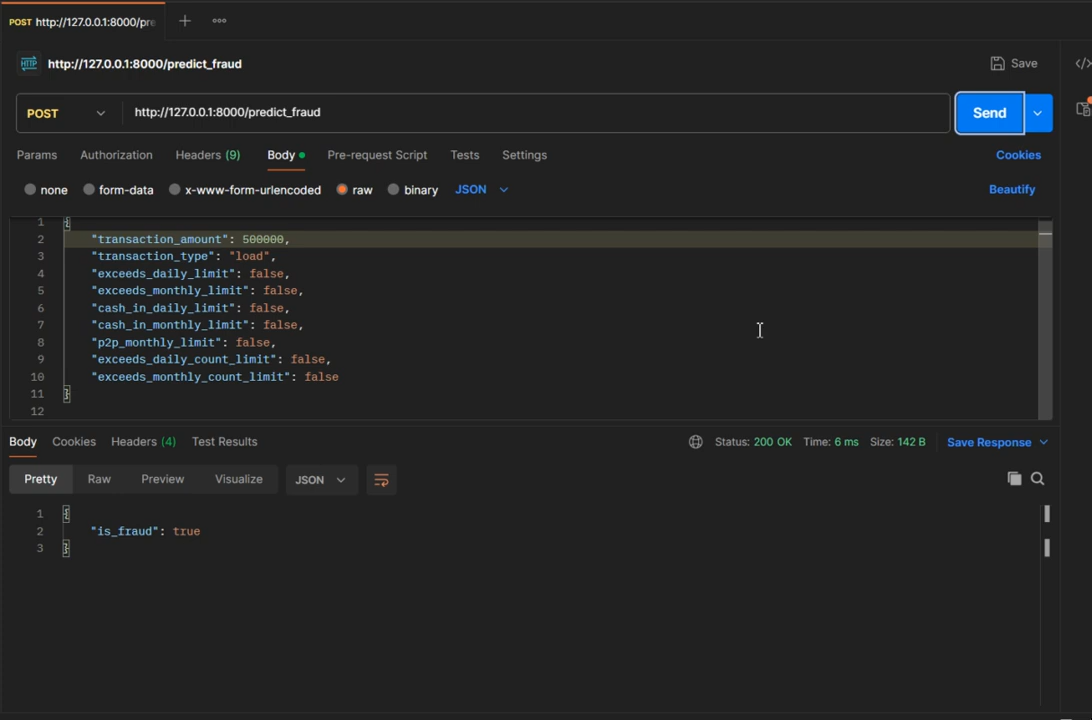 POST http://127.0.0.1:8000/pre
HTTP http://127.0.0.1:8000/predict_fraud Save
POST http://127.0.0.1:8000/predict_fraud Send
Params Authorization Headers (9) Body Pre-request Script Tests Settings Cookies
none form-data x-www-form-urlencoded raw binary JSON Beautify
1 {
2 "transaction_amount": 500000,
3 "transaction_type": "load",
4 "exceeds_daily_limit": false,
5 "exceeds_monthly_limit": false,
6 "cash_in_daily_limit": false,
7 "cash_in_monthly_limit": false,
8 "p2p_monthly_limit": false,
9 "exceeds_daily_count_limit": false,
10 "exceeds_monthly_count_limit": false
11 }
12
Body Cookies Headers (4) Test Results Status: 200 OK Time: 6 ms Size: 142 B Save Response
Pretty Raw Preview Visualize JSON
1 {
2 "is_fraud": true
3 }